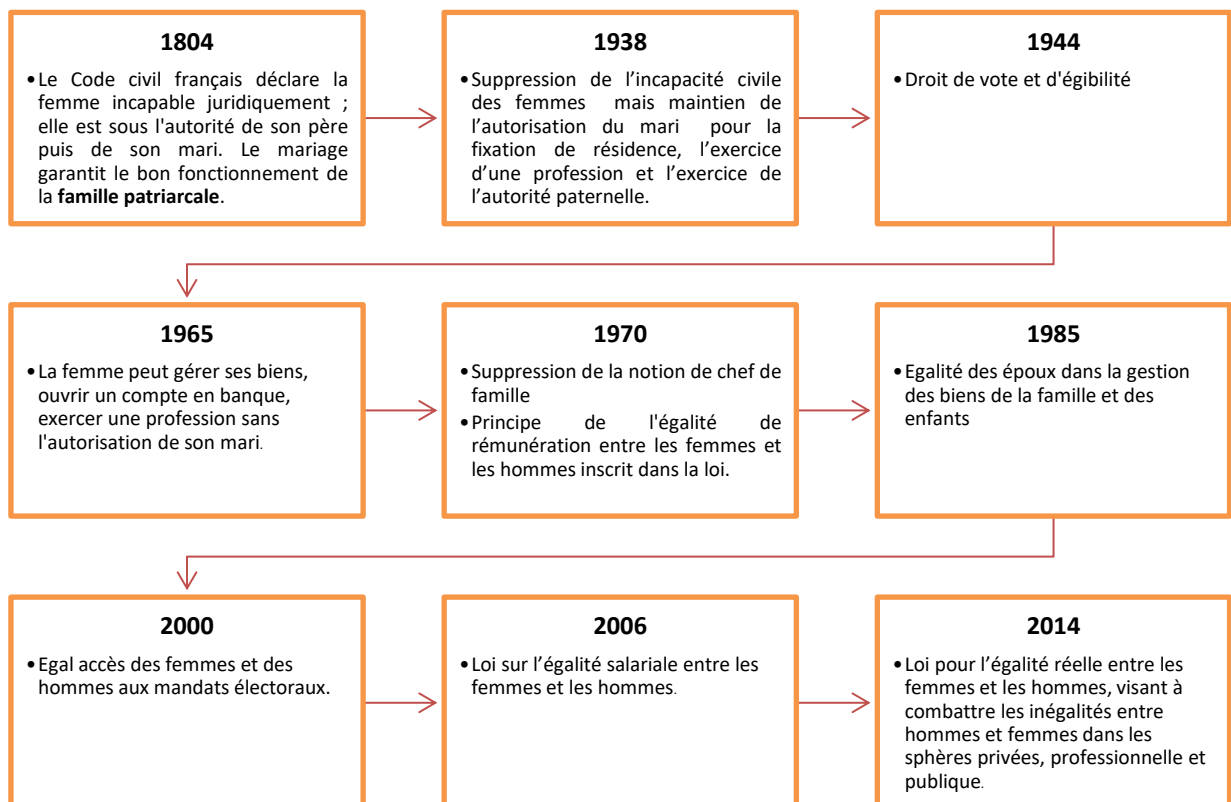 1804
•Le Code civil français déclare la
femme incapable juridiquement ;
elle est sous l'autorité de son père
puis de son mari. Le mariage
garantit le bon fonctionnement de
la famille patriarcale.
1938
•Suppression de l’incapacité civile
des femmes mais maintien de
l’autorisation du mari pour la
fixation de résidence, l’exercice
d’une profession et l’exercice de
l’autorité paternelle.
1944
•Droit de vote et d'égibilité
1965
•La femme peut gérer ses biens,
ouvrir un compte en banque,
exercer une profession sans
l'autorisation de son mari.
1970
•Suppression de la notion de chef de
famille
•Principe de l'égalité de
rémunération entre les femmes et
les hommes inscrit dans la loi.
1985
•Egalité des époux dans la gestion
des biens de la famille et des
enfants
2000
•Egal accès des femmes et des
hommes aux mandats électoraux.
2006
•Loi sur l’égalité salariale entre les
femmes et les hommes.
2014
•Loi pour l’égalité réelle entre les
femmes et les hommes, visant à
combattre les inégalités entre
hommes et femmes dans les
sphères privées, professionnelle et
publique.